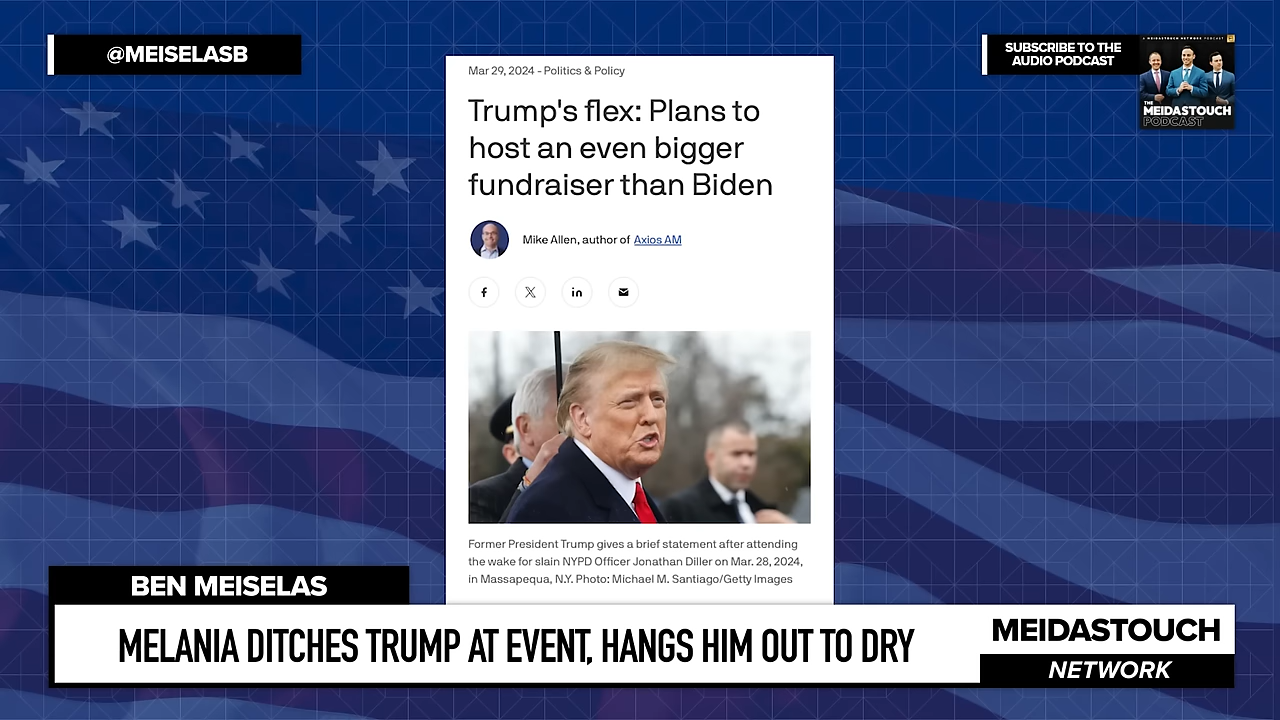 @MEISELASB
SUBSCRIBE TO THE
AUDIO PODCAST
A MEIDASTOUCH NETWORK PODCAST
THE
MEIDASTOUCH
PODCAST
Mar 29, 2024 - Politics & Policy
Trump's flex: Plans to
host an even bigger
fundraiser than Biden
Mike Allen, author of Axios AM
Former President Trump gives a brief statement after attending
the wake for slain NYPD Officer Jonathan Diller on Mar. 28, 2024,
in Massapequa, N.Y. Photo: Michael M. Santiago/Getty Images
BEN MEISELAS
MELANIA DITCHES TRUMP AT EVENT, HANGS HIM OUT TO DRY
MEIDASTOUCH
NETWORK